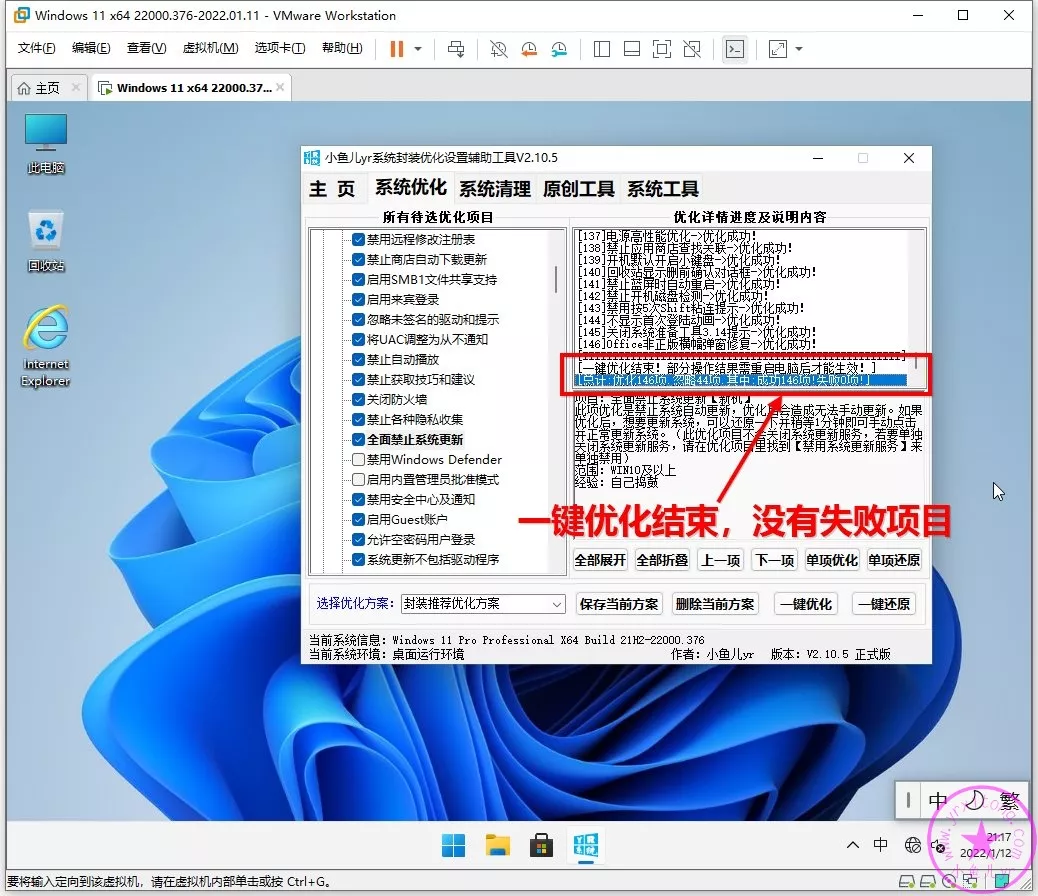 Windows 11 x64 22000.376-2022.01.11 - VMware Workstation
文件(F) 编辑(E) 查看(V) 虚拟机(M) 选项卡(T) 帮助(H)
主页
Windows 11 x64 22000.37...
此电脑
回收站
Internet
Explorer
小鱼儿yr系统封装优化设置辅助工具V2.10.5
主 页 系统优化 系统清理 原创工具 系统工具
所有待选优化项目
禁用远程修改注册表
禁止商店自动下载更新
启用SMB1文件共享支持
启用来宾登录
忽略未签名的驱动和提示
将UAC调整为从不通知
禁止自动播放
禁止获取技巧和建议
关闭防火墙
禁止各种隐私收集
全面禁止系统更新
禁用Windows Defender
启用内置管理员批准模式
禁用安全中心及通知
启用Guest账户
允许空密码用户登录
系统更新不包括驱动程序
优化详情进度及说明内容
[137]电源高性能优化->优化成功!
[138]禁止应用商店查找关联->优化成功!
[139]开机默认开启小键盘->优化成功!
[140]回收站显示删前确认对话框->优化成功!
[141]禁止蓝屏时自动重启->优化成功!
[142]禁止开机磁盘检测->优化成功!
[143]禁用按5次Shift粘连提示->优化成功!
[144]不显示首次登陆动画->优化成功!
[145]关闭系统准备工具3.14提示->优化成功!
[146]Office非正版横幅弹窗修复->优化成功!
[一键优化结束! 部分操作结果需重启电脑后才能生效!]
[总计:优化146项.忽略44项.其中:成功146项!失败0项!]
项目: 全面禁止系统更新【新机】
此项优化是禁止系统自动更新，优化后会造成无法手动更新。如果
优化后，想要更新系统，可以还原一下并稍等1分钟即可手动点击
并正常更新系统。（此优化项目不会关闭系统更新服务，若要单独
关闭系统更新服务，请在优化项目里找到【禁用系统更新服务】来
单独禁用）
范围: WIN10及以上
经验: 自己捣鼓
一键优化结束，没有失败项目
全部展开 全部折叠 上一项 下一项 单项优化 单项还原
选择优化方案: 封装推荐优化方案 保存当前方案 删除当前方案 一键优化 一键还原
当前系统信息: Windows 11 Pro Professional X64 Build 21H2-22000.376
当前系统环境: 桌面运行环境 作者: 小鱼儿yr 版本: V2.10.5 正式版
中 繁
中
21:17
2022/1/12
www.yrxitong.com
小鱼儿yr
要将输入定向到该虚拟机，请在虚拟机内部单击或按 Ctrl+G。